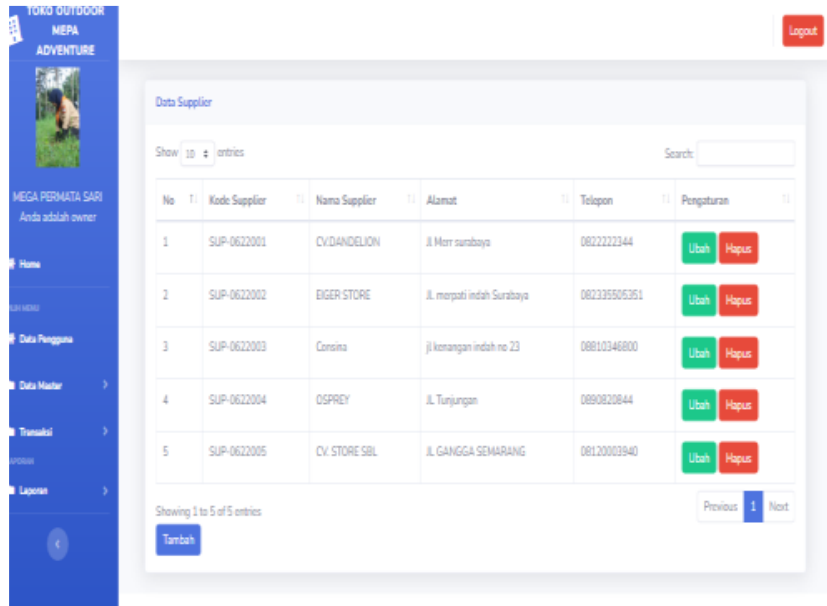 TOKO OUTDOOR
MEPA
ADVENTURE
Logout
MEGA PERMATA SARI
Anda adalah owner
Home
MENU
Data Pengguna
Data Master
Transaksi
LAPORAN
Laporan
Data Supplier
Show 10 entries
Search:
No Kode Supplier Nama Supplier Alamat Telepon Pengaturan
1 SUP-0622001 CV.DANDELION Jl Merr surabaya 0822222344 Ubah Hapus
2 SUP-0622002 EIGER STORE JL. merpati indah Surabaya 082335505351 Ubah Hapus
3 SUP-0622003 Consina jl kenangan indah no 23 08810346800 Ubah Hapus
4 SUP-0622004 OSPREY JL. Tunjungan 0890820844 Ubah Hapus
5 SUP-0622005 CV. STORE SBL JL GANGGA SEMARANG 08120003940 Ubah Hapus
Showing 1 to 5 of 5 entries
Previous 1 Next
Tambah